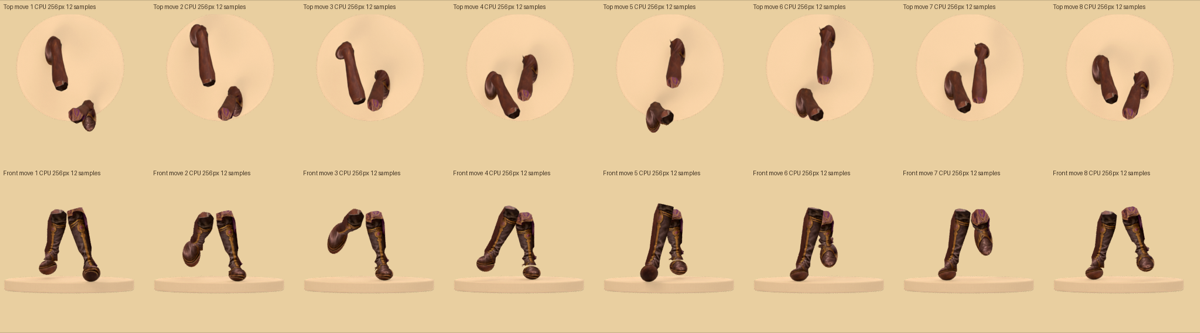 Top move 1 CPU 256px 12 samples
Top move 2 CPU 256px 12 samples
Top move 3 CPU 256px 12 samples
Top move 4 CPU 256px 12 samples
Top move 5 CPU 256px 12 samples
Top move 6 CPU 256px 12 samples
Top move 7 CPU 256px 12 samples
Top move 8 CPU 256px 12 samples
Front move 1 CPU 256px 12 samples
Front move 2 CPU 256px 12 samples
Front move 3 CPU 256px 12 samples
Front move 4 CPU 256px 12 samples
Front move 5 CPU 256px 12 samples
Front move 6 CPU 256px 12 samples
Front move 7 CPU 256px 12 samples
Front move 8 CPU 256px 12 samples